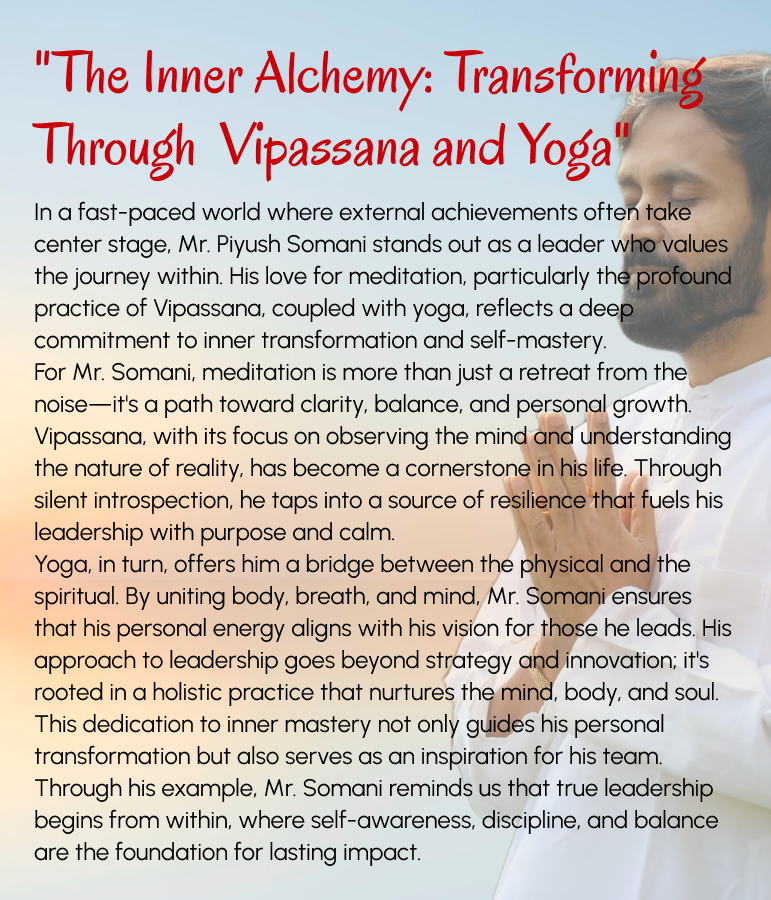 "The Inner Alchemy: Transforming
Through Vipassana and Yoga"
In a fast-paced world where external achievements often take
center stage, Mr. Piyush Somani stands out as a leader who values
the journey within. His love for meditation, particularly the profound
practice of Vipassana, coupled with yoga, reflects a deep
commitment to inner transformation and self-mastery.
For Mr. Somani, meditation is more than just a retreat from the
noise—it's a path toward clarity, balance, and personal growth.
Vipassana, with its focus on observing the mind and understanding
the nature of reality, has become a cornerstone in his life. Through
silent introspection, he taps into a source of resilience that fuels his
leadership with purpose and calm.
Yoga, in turn, offers him a bridge between the physical and the
spiritual. By uniting body, breath, and mind, Mr. Somani ensures
that his personal energy aligns with his vision for those he leads. His
approach to leadership goes beyond strategy and innovation; it's
rooted in a holistic practice that nurtures the mind, body, and soul.
This dedication to inner mastery not only guides his personal
transformation but also serves as an inspiration for his team.
Through his example, Mr. Somani reminds us that true leadership
begins from within, where self-awareness, discipline, and balance
are the foundation for lasting impact.